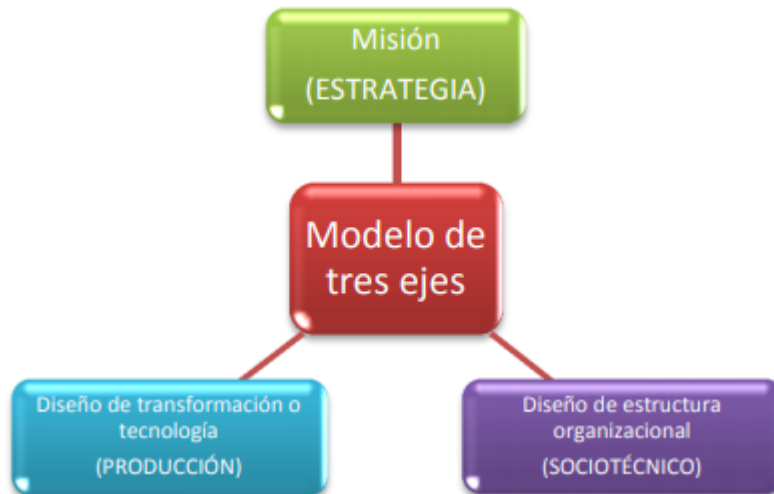 Misión
(ESTRATEGIA)
Modelo de
tres ejes
Diseño de transformación o
tecnología
(PRODUCCIÓN)
Diseño de estructura
organizacional
(SOCIOTÉCNICO)